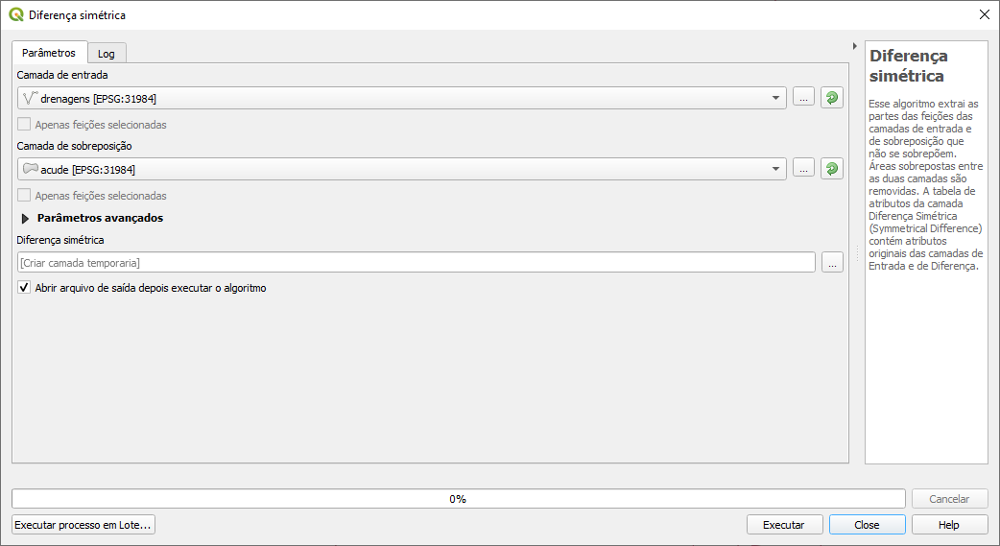 Diferença simétrica
Parâmetros
Log
Camada de entrada
drenagens [EPSG:31984]
...
Apenas feições selecionadas
Camada de sobreposição
acude [EPSG:31984]
...
Apenas feições selecionadas
Parâmetros avançados
Diferença simétrica
[Criar camada temporaria]
...
Abrir arquivo de saída depois executar o algoritmo
Diferença
simétrica
Esse algoritmo extrai as
partes das feições das
camadas de entrada e
de sobreposição que
não se sobrepõem.
Áreas sobrepostas entre
as duas camadas são
removidas. A tabela de
atributos da camada
Diferença Simétrica
(Symmetrical Difference)
contém atributos
originais das camadas de
Entrada e de Diferença.
0%
Cancelar
Executar processo em Lote...
Executar
Close
Help